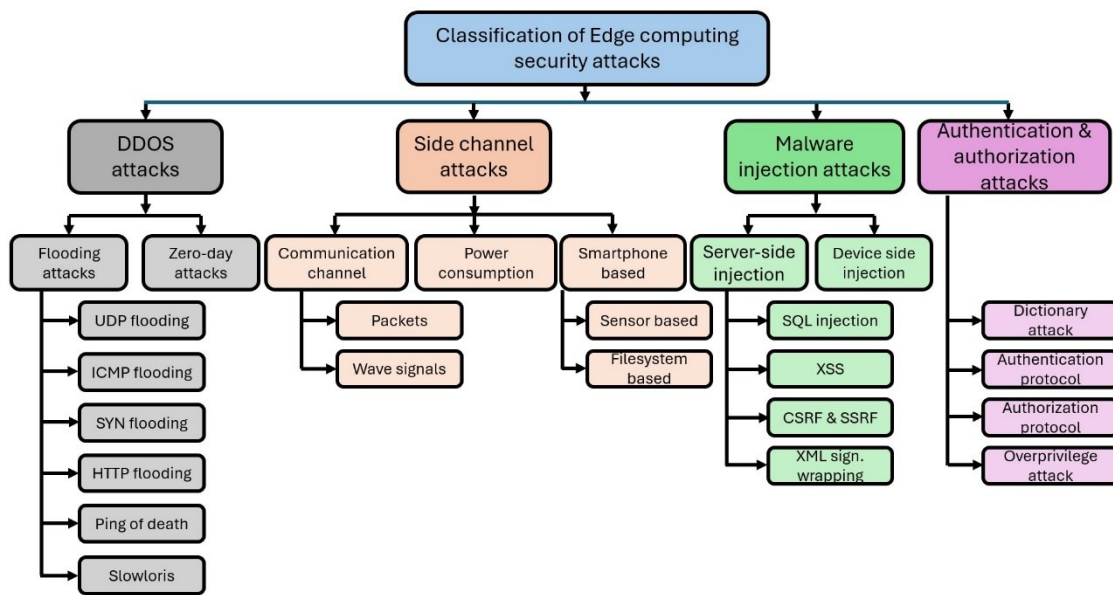 Classification of Edge computing
security attacks
DDOS
attacks
Side channel
attacks
Malware
injection attacks
Authentication &
authorization
attacks
Flooding
attacks
Zero-day
attacks
Communication
channel
Power
consumption
Smartphone
based
Server-side
injection
Device side
injection
UDP flooding
ICMP flooding
SYN flooding
HTTP flooding
Ping of death
Slowloris
Packets
Wave signals
Sensor based
Filesystem
based
SQL injection
XSS
CSRF & SSRF
XML sign.
wrapping
Dictionary
attack
Authentication
protocol
Authorization
protocol
Overprivilege
attack